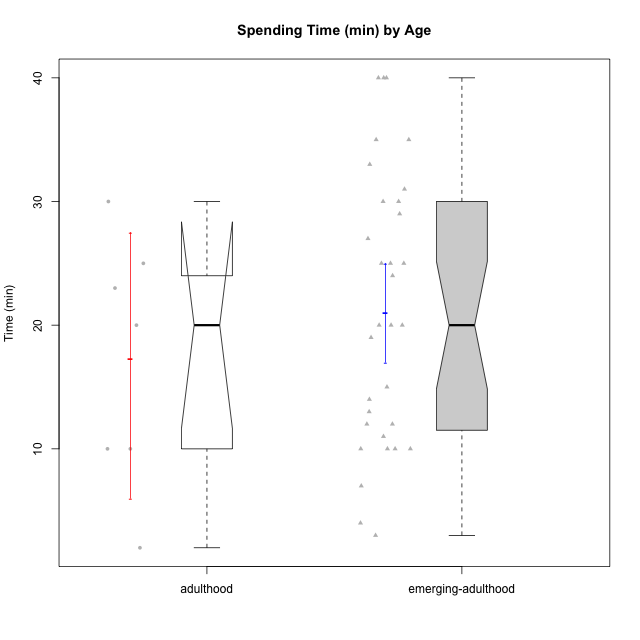 Spending Time (min) by Age
Time (min)
40
30
20
10
adulthood
emerging-adulthood